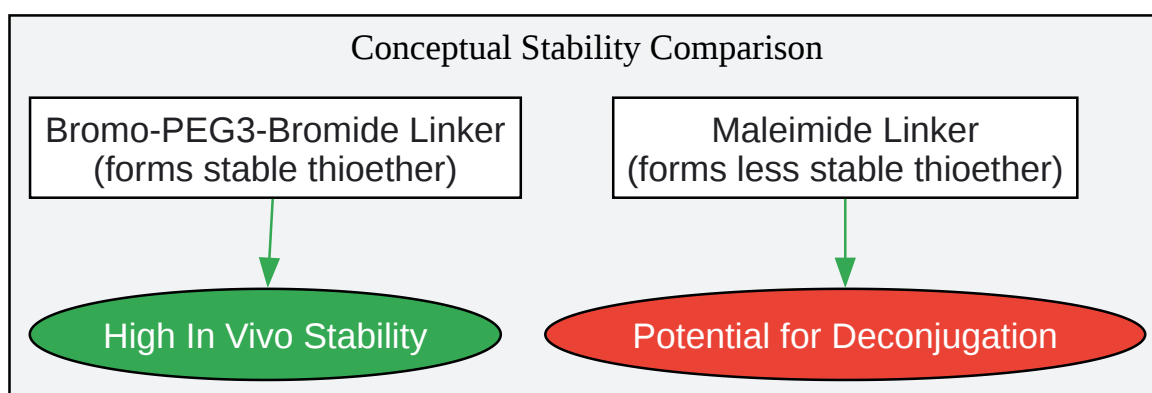 Conceptual Stability Comparison
Bromo-PEG3-Bromide Linker
(forms stable thioether)
Maleimide Linker
(forms less stable thioether)
High In Vivo Stability
Potential for Deconjugation